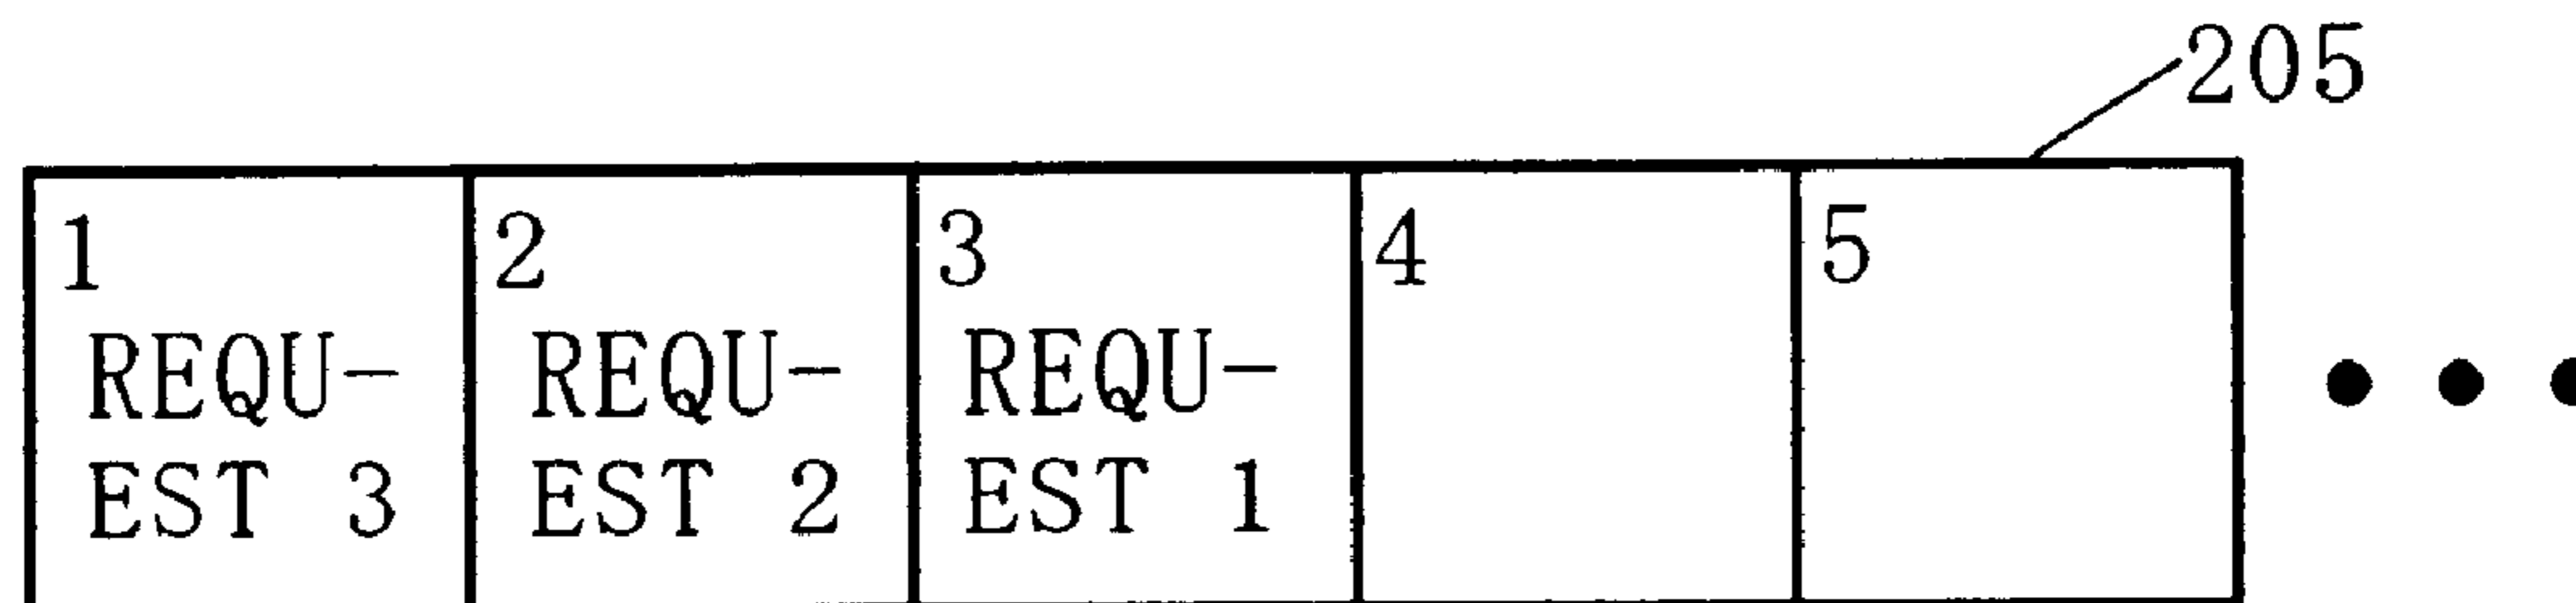 205
1 2 3 4 5
REQU- REQU- REQU-
EST 3 EST 2 EST 1